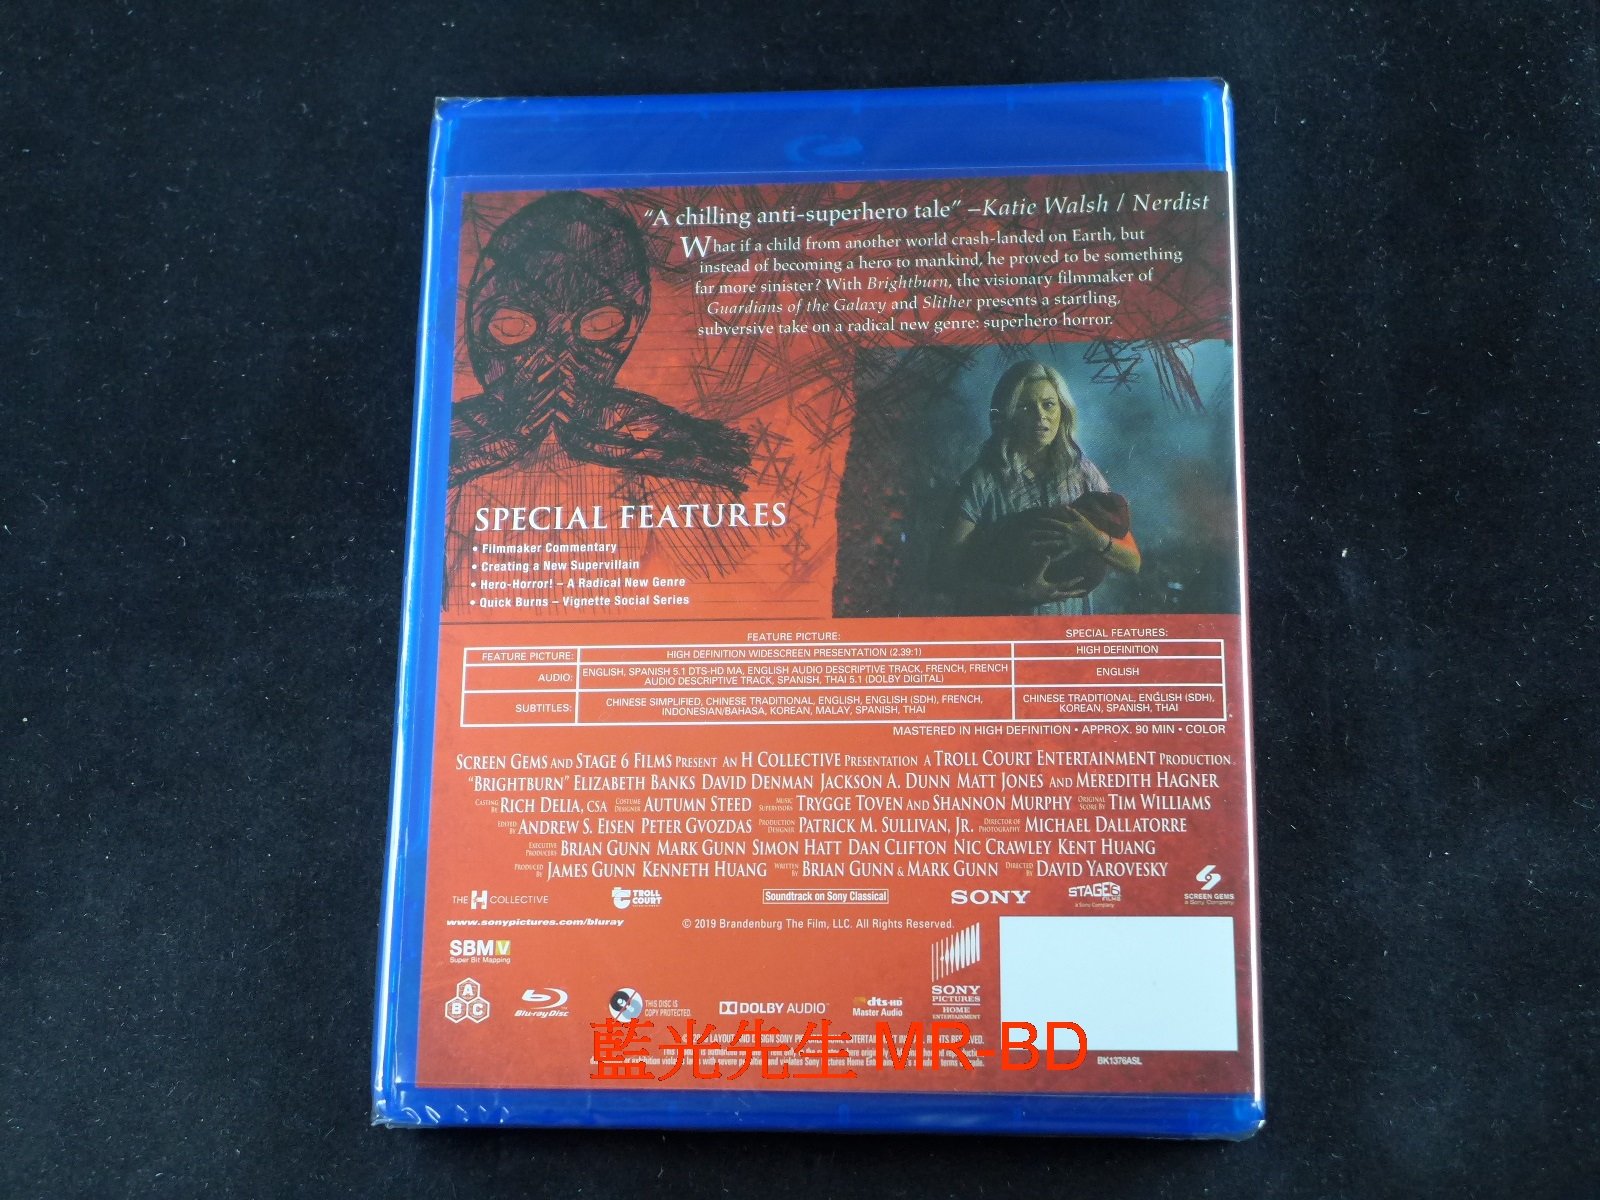 “A chilling anti-superhero tale” –Katie Walsh / Nerdist
What if a child from another world crash-landed on Earth, but
instead of becoming a hero to mankind, he proved to be something
far more sinister? With Brightburn, the visionary filmmaker of
Guardians of the Galaxy and Slither presents a startling,
subversive take on a radical new genre: superhero horror.
SPECIAL FEATURES
• Filmmaker Commentary
• Creating a New Supervillain
• Hero-Horror! – A Radical New Genre
• Quick Burns – Vignette Social Series
FEATURE PICTURE: SPECIAL FEATURES:
FEATURE PICTURE: HIGH DEFINITION WIDESCREEN PRESENTATION (2.39:1) HIGH DEFINITION
AUDIO: ENGLISH, SPANISH 5.1 DTS-HD MA, ENGLISH AUDIO DESCRIPTIVE TRACK, FRENCH, FRENCH
AUDIO DESCRIPTIVE TRACK, SPANISH, THAI 5.1 (DOLBY DIGITAL)
ENGLISH
SUBTITLES: CHINESE SIMPLIFIED, CHINESE TRADITIONAL, ENGLISH, ENGLISH (SDH), FRENCH,
INDONESIAN/BAHASA, KOREAN, MALAY, SPANISH, THAI
CHINESE TRADITIONAL, ENGLISH (SDH),
KOREAN, SPANISH, THAI
MASTERED IN HIGH DEFINITION • APPROX. 90 MIN • COLOR
SCREEN GEMS AND STAGE 6 FILMS PRESENT AN H COLLECTIVE PRESENTATION A TROLL COURT ENTERTAINMENT PRODUCTION
“BRIGHTBURN” ELIZABETH BANKS DAVID DENMAN JACKSON A. DUNN MATT JONES AND MEREDITH HAGNER
CASTING BY RICH DELIA, CSA COSTUME DESIGNER AUTUMN STEED MUSIC SUPERVISORS TRYGGE TOVEN AND SHANNON MURPHY ORIGINAL SCORE BY TIM WILLIAMS
EDITED BY ANDREW S. EISEN PETER GVOZDAS PRODUCTION DESIGNER PATRICK M. SULLIVAN, JR. DIRECTOR OF PHOTOGRAPHY MICHAEL DALLATORRE
EXECUTIVE PRODUCERS BRIAN GUNN MARK GUNN SIMON HATT DAN CLIFTON NIC CRAWLEY KENT HUANG
PRODUCED BY JAMES GUNN KENNETH HUANG WRITTEN BY BRIAN GUNN & MARK GUNN DIRECTED BY DAVID YAROVESKY
THE H COLLECTIVE
TROLL COURT ENTERTAINMENT
Soundtrack on Sony Classical
SONY
STAGE 6 FILMS
a Sony Company
SCREEN GEMS
a Sony Company
www.sonypictures.com/bluray
© 2019 Brandenburg The Film, LLC. All Rights Reserved.
SBMV
Super Bit Mapping
A B C
Blu-ray Disc
THIS DISC IS
COPY PROTECTED.
DOLBY AUDIO
dts-HD
Master Audio
SONY
PICTURES
HOME
ENTERTAINMENT
藍光先生 MR-BD
BK1376ASL